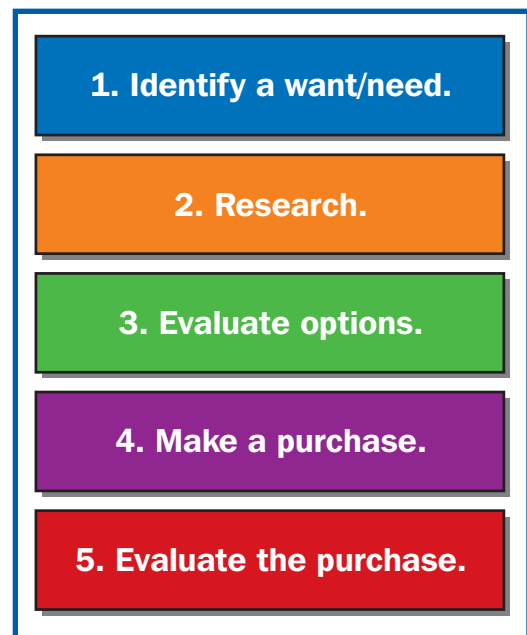 1. Identify a want/need.
2. Research.
3. Evaluate options.
4. Make a purchase.
5. Evaluate the purchase.